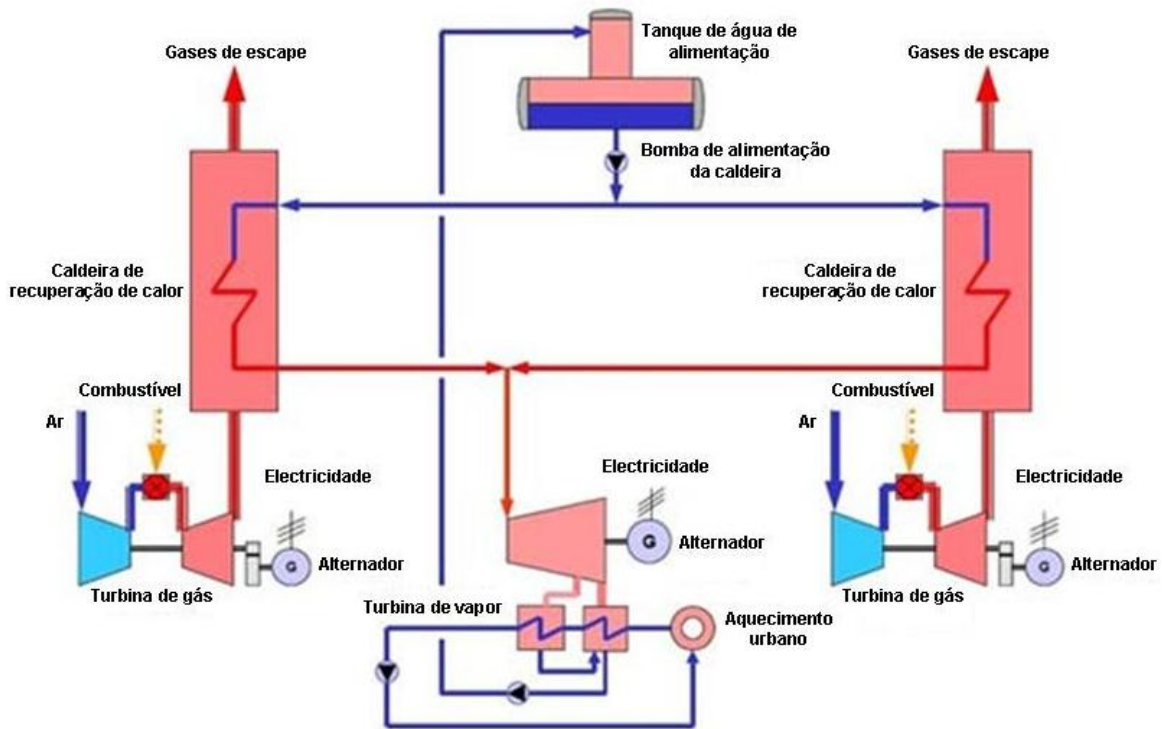 Tanque de água de
alimentação
Gases de escape
Gases de escape
Bomba de alimentação
da caldeira
Caldeira de
recuperação de calor
Caldeira de
recuperação de calor
Combustível
Ar
Combustível
Ar
Electricidade
Electricidade
Electricidade
G
Alternador
G
Alternador
G
Alternador
Turbina de gás
Turbina de vapor
Turbina de gás
Aquecimento
urbano